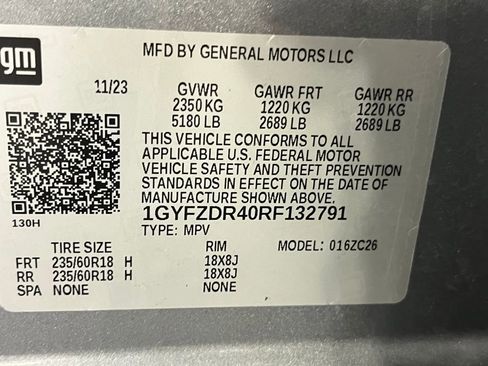 gm
MFD BY GENERAL MOTORS LLC
11/23 GVWR GAWR FRT GAWR RR
2350 KG 1220 KG 1220 KG
5180 LB 2689 LB 2689 LB
THIS VEHICLE CONFORMS TO ALL
APPLICABLE U.S. FEDERAL MOTOR
VEHICLE SAFETY AND THEFT PREVENTION
STANDARDS IN EFFECT ON THE DATE OF
MANUFACTURE SHOWN ABOVE.
1GYFZDR40RF132791
130H TYPE: MPV
TIRE SIZE RIM MODEL: 016ZC26
FRT 235/60R18 H 18X8J
RR 235/60R18 H 18X8J
SPA NONE NONE